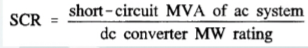 SCR = short-circuit MVA of ac system
dc converter MW rating